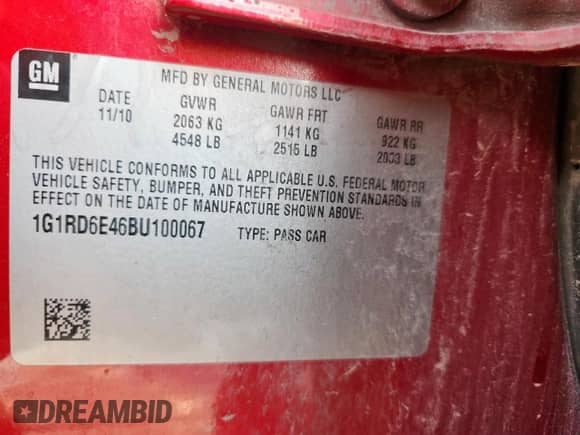 GM
MFD BY GENERAL MOTORS LLC
DATE GVWR GAWR FRT GAWR RR
11/10 2063 KG 1141 KG 922 KG
4548 LB 2515 LB 2033 LB
THIS VEHICLE CONFORMS TO ALL APPLICABLE U.S. FEDERAL MOTOR
VEHICLE SAFETY, BUMPER, AND THEFT PREVENTION STANDARDS IN
EFFECT ON THE DATE OF MANUFACTURE SHOWN ABOVE.
1G1RD6E46BU100067 TYPE: PASS CAR
DREAMBID